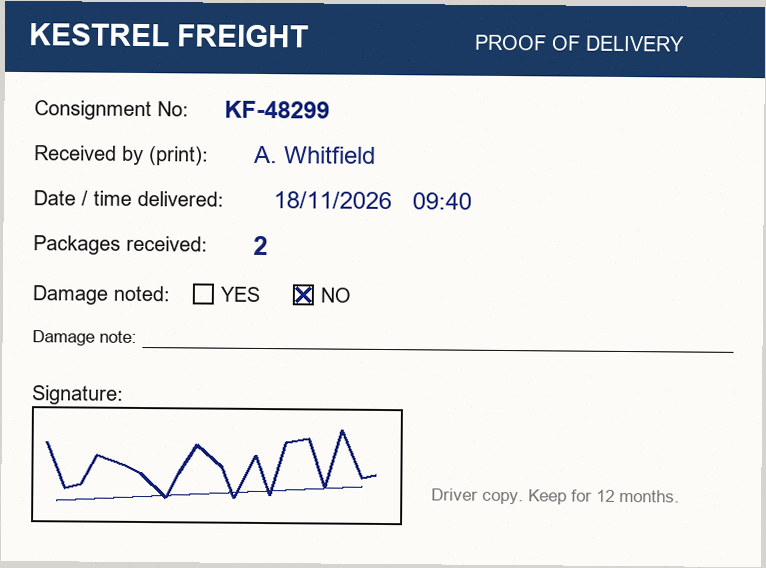 KESTREL FREIGHT PROOF OF DELIVERY
Consignment No: KF-48299
Received by (print): A. Whitfield
Date / time delivered: 18/11/2026 09:40
Packages received: 2
Damage noted: ☐ YES ☒ NO
Damage note:
Signature:
Driver copy. Keep for 12 months.